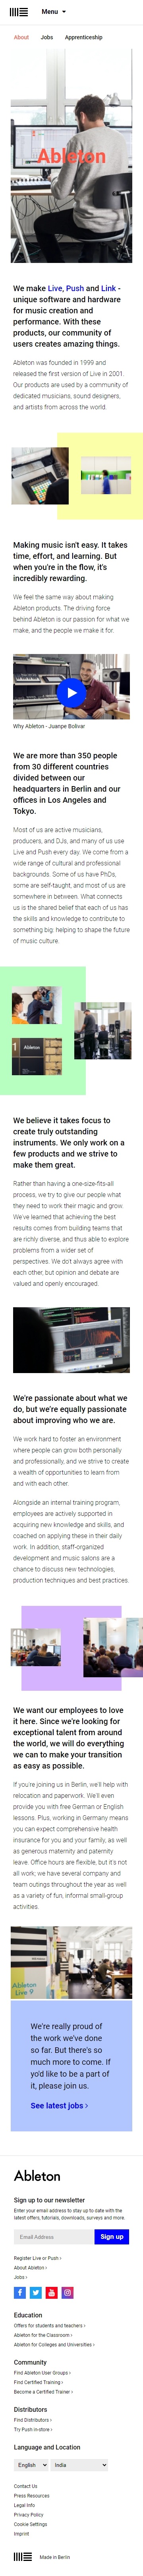 Menu
About Jobs Apprenticeship
Ableton
We make Live, Push and Link -
unique software and hardware
for music creation and
performance. With these
products, our community of
users creates amazing things.
Ableton was founded in 1999 and
released the first version of Live in 2001.
Our products are used by a community of
dedicated musicians, sound designers,
and artists from across the world.
Making music isn't easy. It takes
time, effort, and learning. But
when you're in the flow, it's
incredibly rewarding.
We feel the same way about making
Ableton products. The driving force
behind Ableton is our passion for what we
make, and the people we make it for.
Why Ableton - Juanpe Bolivar
We are more than 350 people
from 30 different countries
divided between our
headquarters in Berlin and our
offices in Los Angeles and
Tokyo.
Most of us are active musicians,
producers, and DJs, and many of us use
Live and Push every day. We come from a
wide range of cultural and professional
backgrounds. Some of us have PhDs,
some are self-taught, and most of us are
somewhere in between. What connects
us is the shared belief that each of us has
the skills and knowledge to contribute to
something big: helping to shape the future
of music culture.
1 Ableton
We believe it takes focus to
create truly outstanding
instruments. We only work on a
few products and we strive to
make them great.
Rather than having a one-size-fits-all
process, we try to give our people what
they need to work their magic and grow.
We've learned that achieving the best
results comes from building teams that
are richly diverse, and thus able to explore
problems from a wider set of
perspectives. We don't always agree with
each other, but opinion and debate are
valued and openly encouraged.
We're passionate about what we
do, but we're equally passionate
about improving who we are.
We work hard to foster an environment
where people can grow both personally
and professionally, and we strive to create
a wealth of opportunities to learn from
and with each other.
Alongside an internal training program,
employees are actively supported in
acquiring new knowledge and skills, and
coached on applying these in their daily
work. In addition, staff-organized
development and music salons are a
chance to discuss new technologies,
production techniques and best practices.
We want our employees to love
it here. Since we're looking for
exceptional talent from around
the world, we will do everything
we can to make your transition
as easy as possible.
If you're joining us in Berlin, we'll help with
relocation and paperwork. We'll even
provide you with free German or English
lessons. Plus, working in Germany means
you can expect comprehensive health
insurance for you and your family, as well
as generous maternity and paternity
leave. Office hours are flexible, but it's not
all work; we have several company and
team outings throughout the year as well
as a variety of fun, informal small-group
activities.
Ableton
Live 9
We're really proud of
the work we've done
so far. But there's so
much more to come. If
you'd like to be a part of
it, please join us.
See latest jobs ›
Ableton
Sign up to our newsletter
Enter your email address to stay up to date with the
latest offers, tutorials, downloads, surveys and more.
Email Address Sign up
Register Live or Push ›
About Ableton ›
Jobs ›
Education
Offers for students and teachers ›
Ableton for the Classroom ›
Ableton for Colleges and Universities ›
Community
Find Ableton User Groups ›
Find Certified Training ›
Become a Certified Trainer ›
Distributors
Find Distributors ›
Try Push in-store ›
Language and Location
English India
Contact Us
Press Resources
Legal Info
Privacy Policy
Cookie Settings
Imprint
Made in Berlin